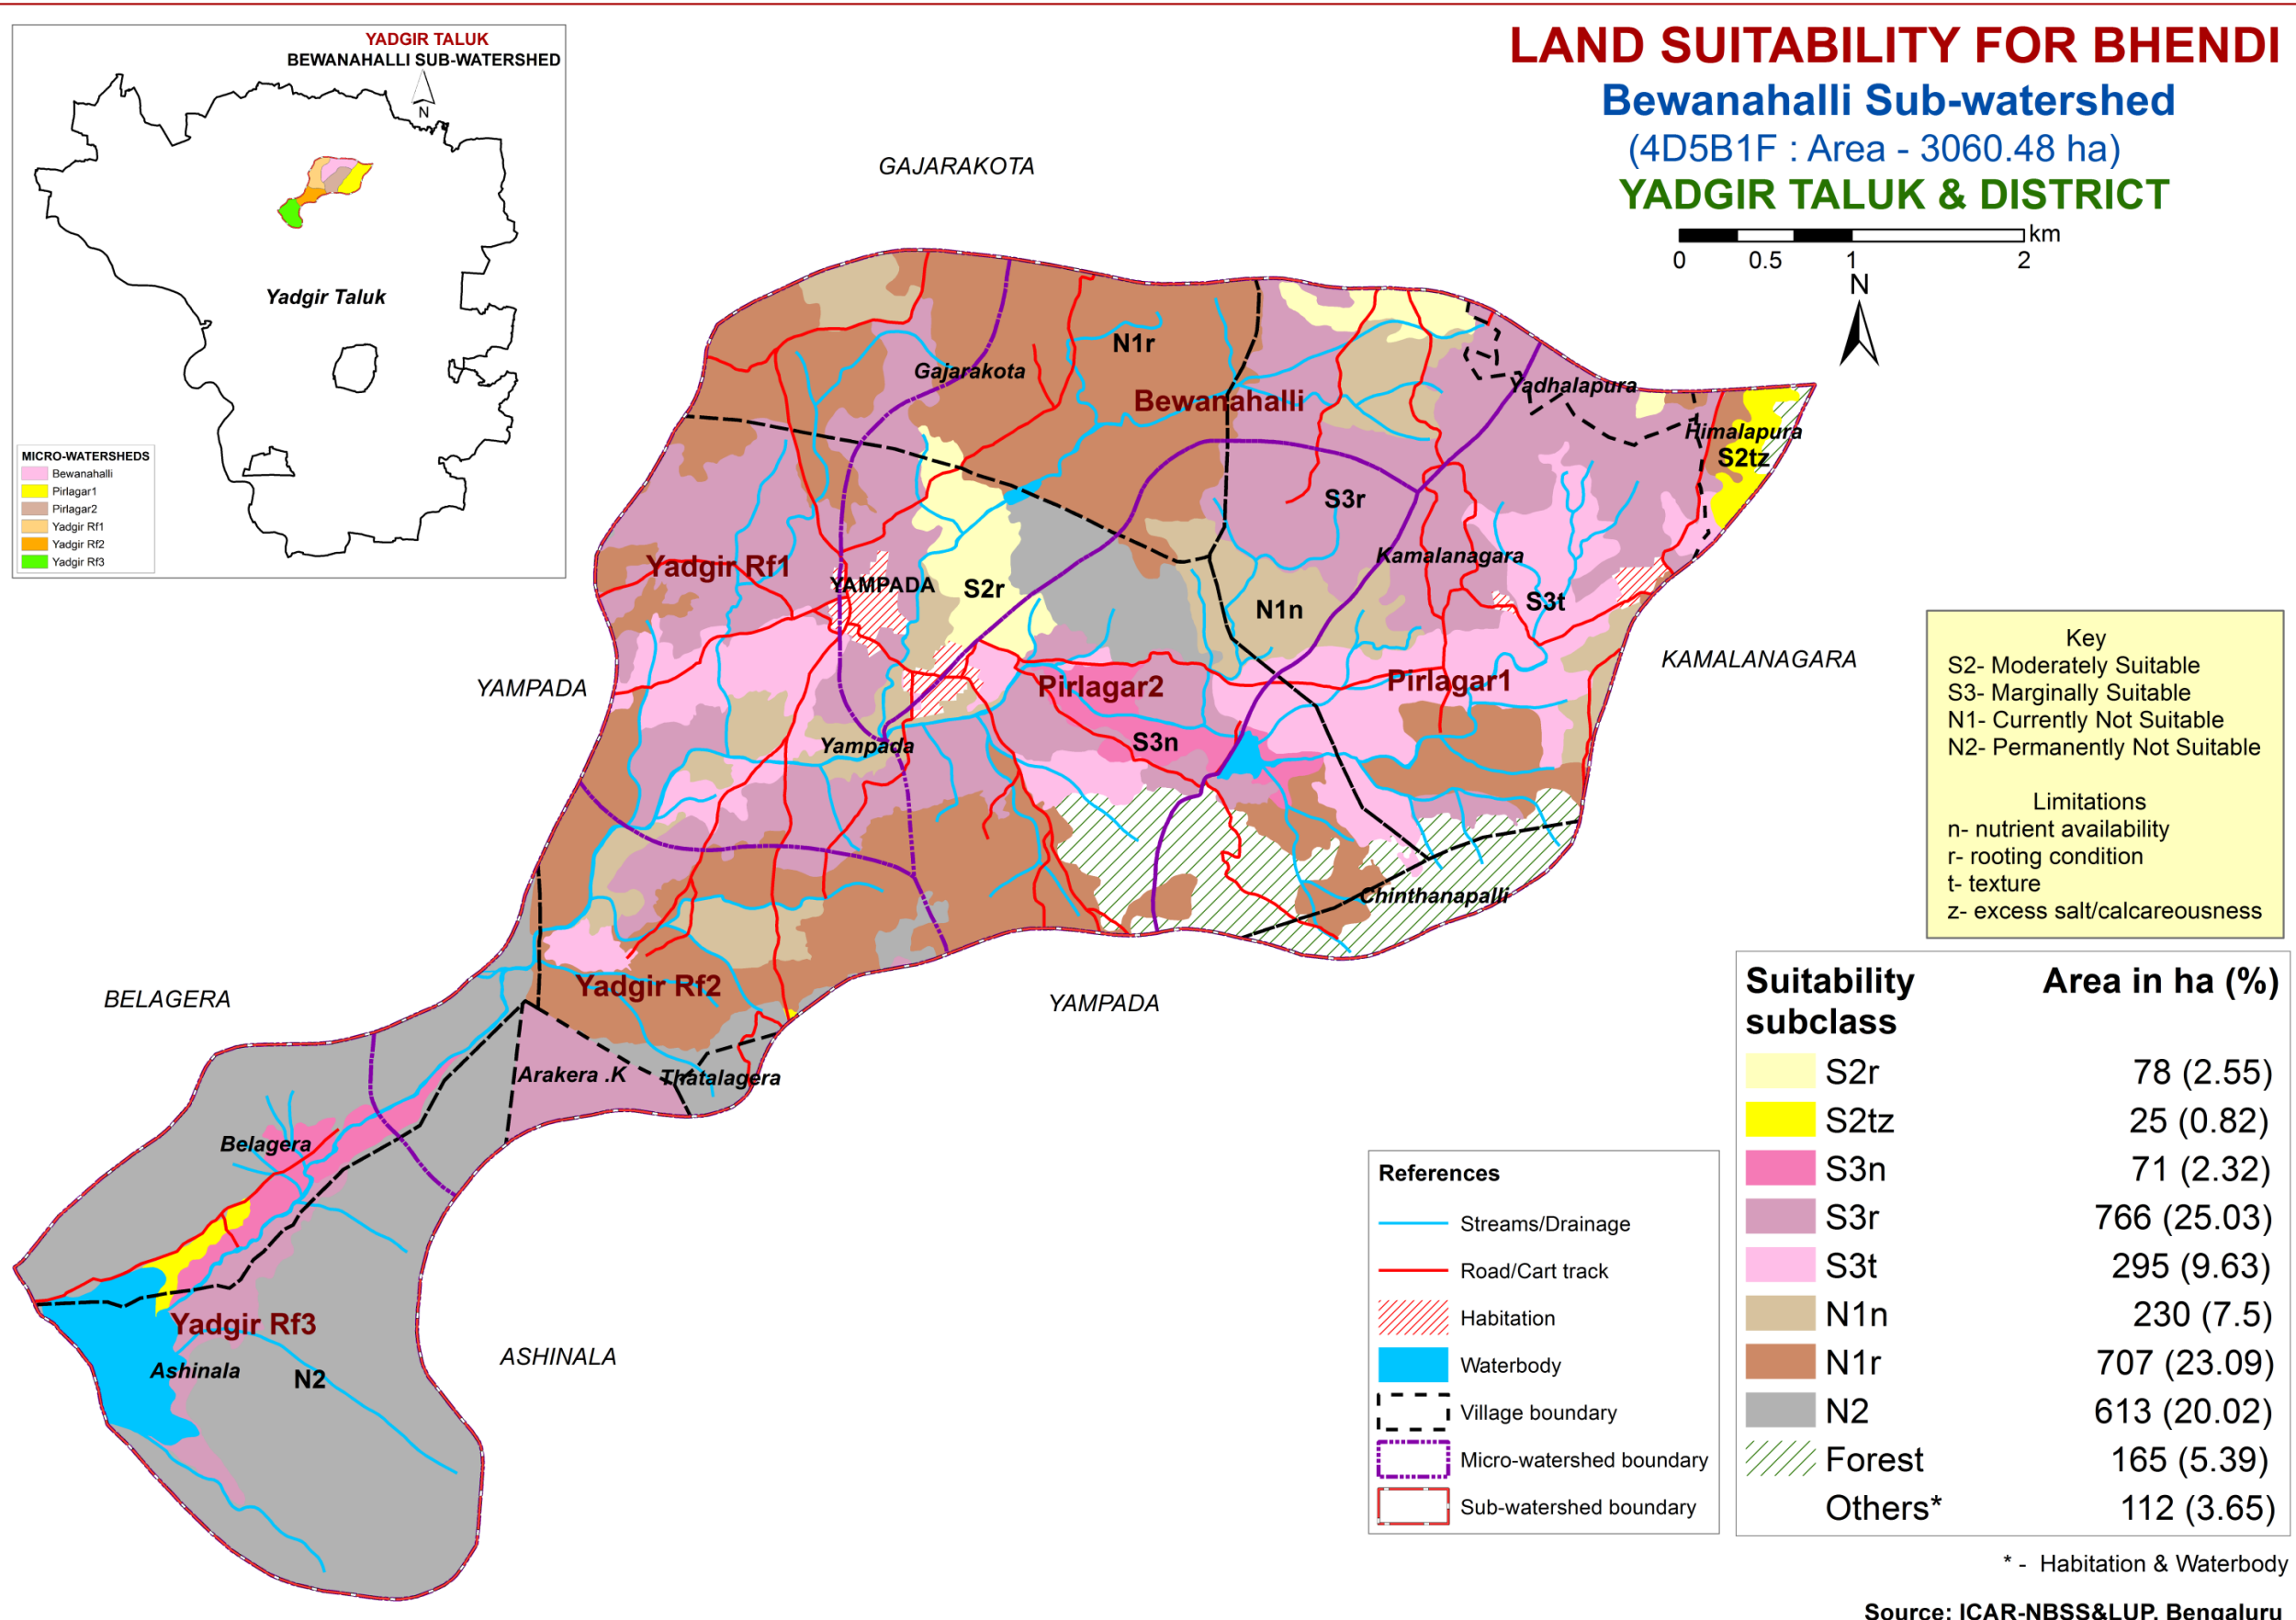 YADGIR TALUK
BEWANAHALLI SUB-WATERSHED
N
Yadgir Taluk
MICRO-WATERSHEDS
Bewanahalli
Pirlagar1
Pirlagar2
Yadgir Rf1
Yadgir Rf2
Yadgir Rf3
LAND SUITABILITY FOR BHENDI
Bewanahalli Sub-watershed
(4D5B1F : Area - 3060.48 ha)
YADGIR TALUK & DISTRICT
km
0 0.5 1 2
N
GAJARAKOTA
N1r
Gajarakota
Bewanahalli
Yadhalapura
Himalapura
S2tz
S3r
Kamalanagara
Yadgir Rf1
YAMPADA
S2r
N1n
S3t
KAMALANAGARA
YAMPADA
Pirlagar2
Pirlagar1
S3n
Yampada
Chinthanapalli
Yadgir Rf2
BELAGERA
YAMPADA
Arakera .K
Thatalagera
Belagera
Yadgir Rf3
Ashinala
N2
ASHINALA
Key
S2- Moderately Suitable
S3- Marginally Suitable
N1- Currently Not Suitable
N2- Permanently Not Suitable
Limitations
n- nutrient availability
r- rooting condition
t- texture
z- excess salt/calcareousness
Suitability subclass Area in ha (%)
S2r 78 (2.55)
S2tz 25 (0.82)
S3n 71 (2.32)
S3r 766 (25.03)
S3t 295 (9.63)
N1n 230 (7.5)
N1r 707 (23.09)
N2 613 (20.02)
Forest 165 (5.39)
Others* 112 (3.65)
* - Habitation & Waterbody
Source: ICAR-NBSS&LUP, Bengaluru
References
Streams/Drainage
Road/Cart track
Habitation
Waterbody
Village boundary
Micro-watershed boundary
Sub-watershed boundary